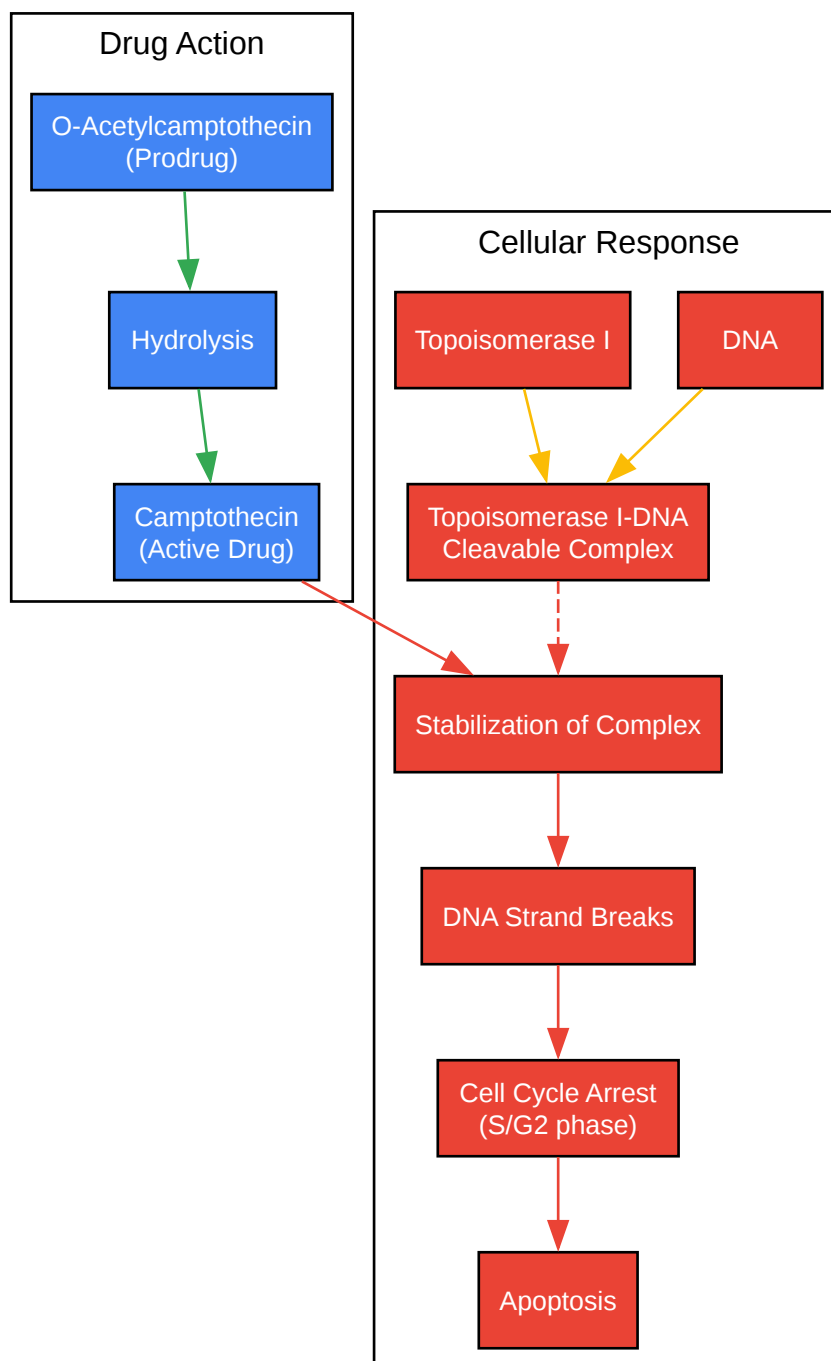 Drug Action
O-Acetylcamptothecin
(Prodrug)
Hydrolysis
Camptothecin
(Active Drug)
Cellular Response
Topoisomerase I
DNA
Topoisomerase I-DNA
Cleavable Complex
Stabilization of Complex
DNA Strand Breaks
Cell Cycle Arrest
(S/G2 phase)
Apoptosis